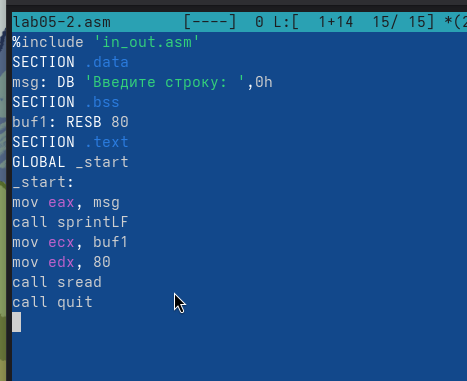 lab05-2.asm [----] 0 L:[ 1+14 15/ 15] *(2
%include 'in_out.asm'
SECTION .data
msg: DB 'Введите строку: ',0h
SECTION .bss
buf1: RESB 80
SECTION .text
GLOBAL _start
_start:
mov eax, msg
call sprintLF
mov ecx, buf1
mov edx, 80
call sread
call quit